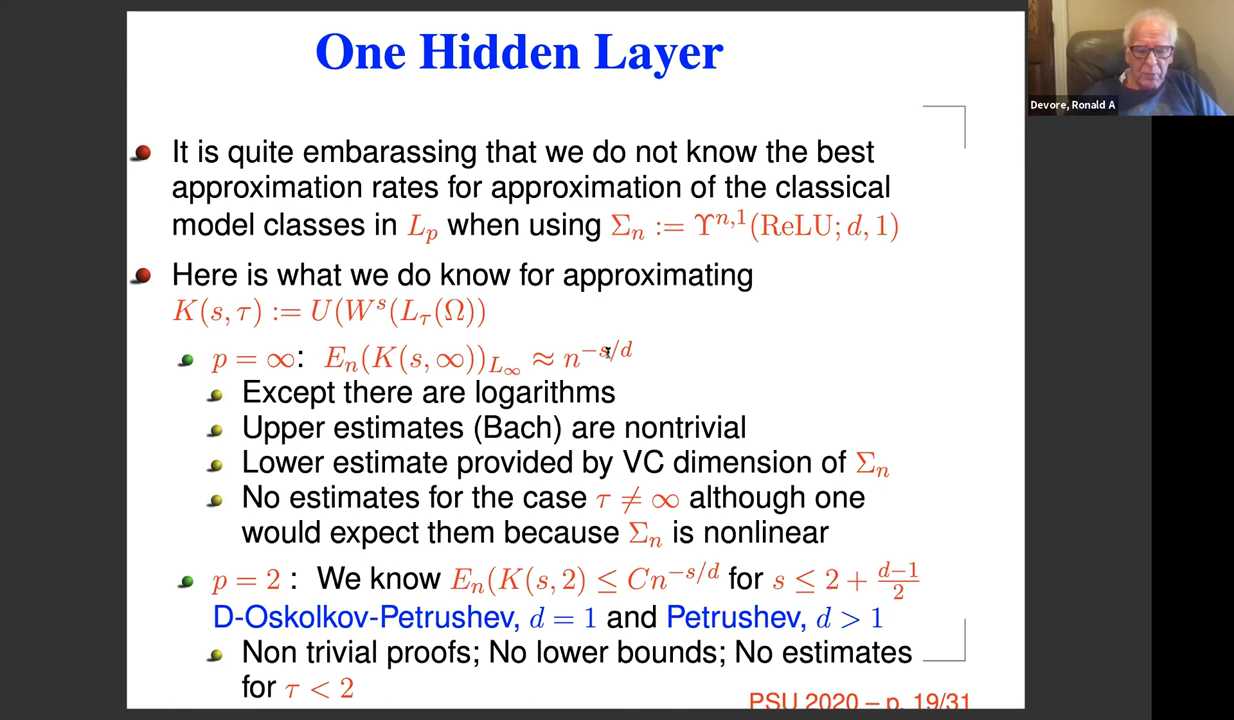 One Hidden Layer
Devore, Ronald A
It is quite embarassing that we do not know the best
approximation rates for approximation of the classical
model classes in L_p when using Σ_n := Υ^{n,1}(ReLU; d, 1)
Here is what we do know for approximating
K(s, τ) := U(W^s(L_τ(Ω))
p = ∞: E_n(K(s, ∞))_{L_∞} ≈ n^{−s/d}
Except there are logarithms
Upper estimates (Bach) are nontrivial
Lower estimate provided by VC dimension of Σ_n
No estimates for the case τ ≠ ∞ although one
would expect them because Σ_n is nonlinear
p = 2 : We know E_n(K(s, 2) ≤ Cn^{−s/d} for s ≤ 2 + \frac{d−1}{2}
D-Oskolkov-Petrushev, d = 1 and Petrushev, d > 1
Non trivial proofs; No lower bounds; No estimates
for τ < 2
PSU 2020 – p. 19/31